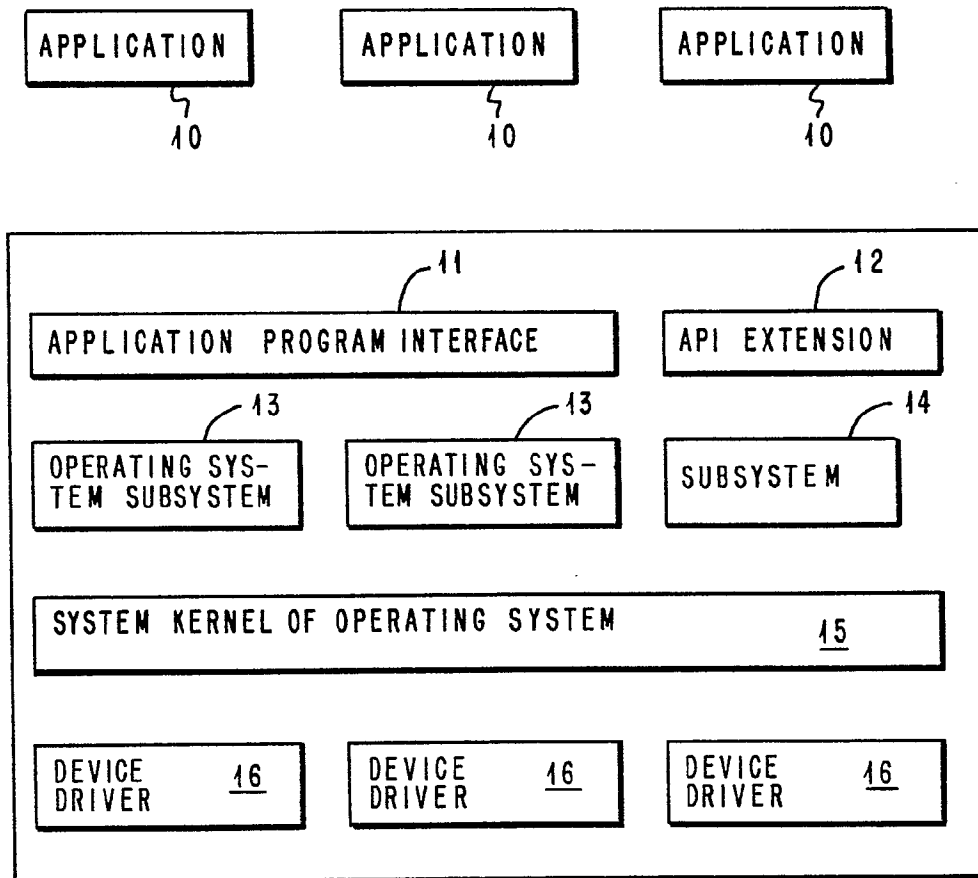 APPLICATION APPLICATION APPLICATION
10 10 10
11 12
APPLICATION PROGRAM INTERFACE API EXTENSION
13 13 14
OPERATING SYS-
TEM SUBSYSTEM
OPERATING SYS-
TEM SUBSYSTEM
SUBSYSTEM
SYSTEM KERNEL OF OPERATING SYSTEM 15
DEVICE
DRIVER 16
DEVICE
DRIVER 16
DEVICE
DRIVER 16